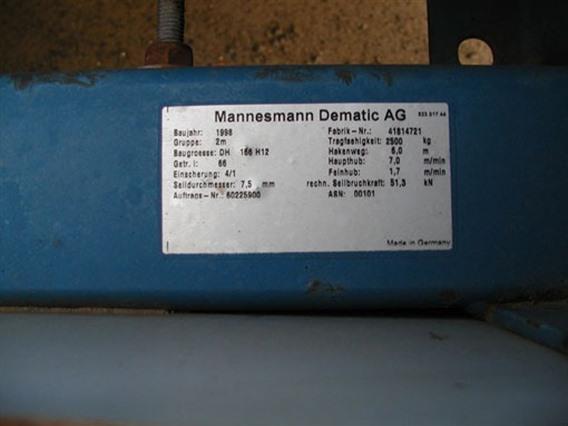 Mannesmann Dematic AG
Baujahr: 1998 Fabrik-Nr.: 41814721
Gruppe: 2m Tragfaehigkeit: 2500 kg
Baugroesse: DH 166 H12 Hakenweg: 6,0 m
Getr. i: 66 Haupthub: 7,0 m/min
Einscherung: 4/1 Feinhub: 1,7 m/min
Seildurchmesser: 7,5 mm rechn. Seilbruchkraft: 51,3 kN
Auftrags-Nr.: 60225900 ASN: 00101
Made in Germany